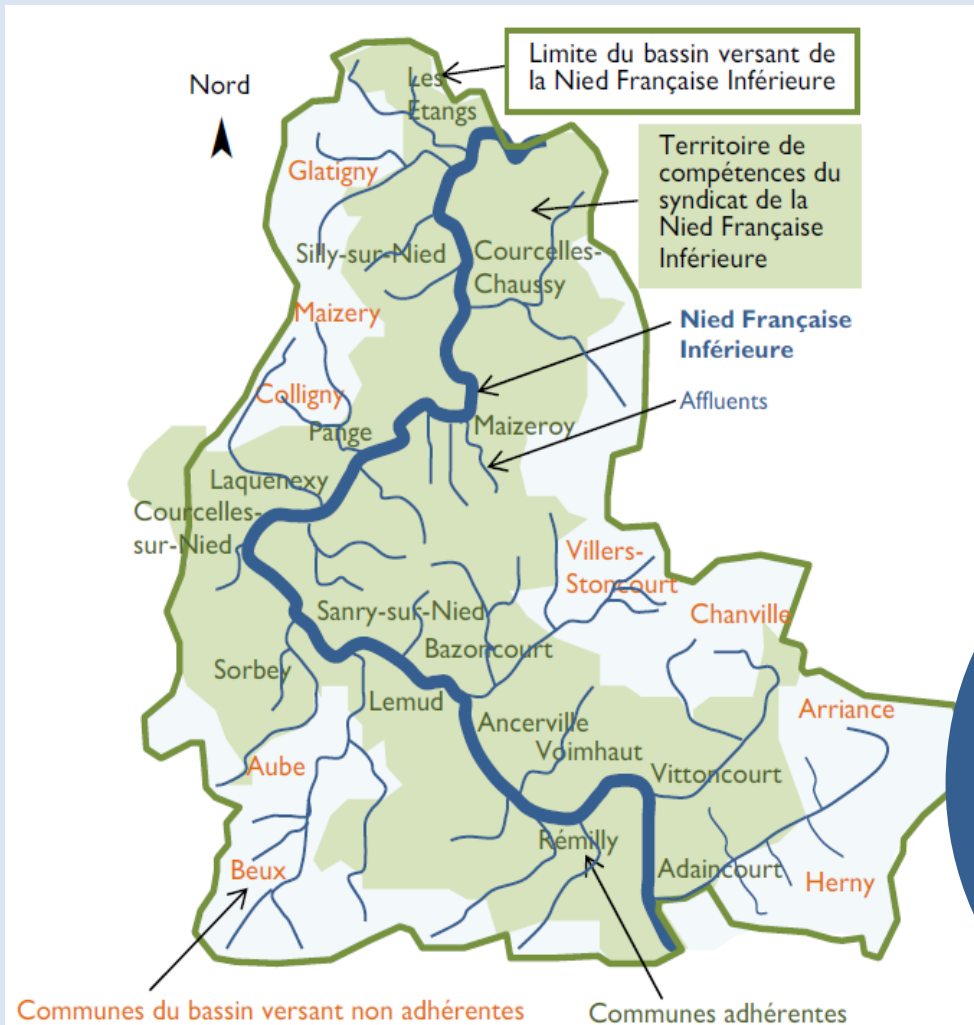 Limite du bassin versant de
la Nied Française Inférieure
Nord
Les
Etangs
Territoire de
compétences du
syndicat de la
Nied Française
Inférieure
Glatigny
Silly-sur-Nied
Courcelles-
Chaussy
Maizery
Nied Française
Inférieure
Colligny
Affluents
Pange
Maizeroy
Laquenexy
Courcelles-
sur-Nied
Villers-
Stoncourt
Chanville
Sanry-sur-Nied
Bazoncourt
Sorbey
Lemud
Arriance
Ancerville
Voimhaut
Aube
Vittoncourt
Rémilly
Beux
Adaincourt
Herny
Communes du bassin versant non adhérentes
Communes adhérentes